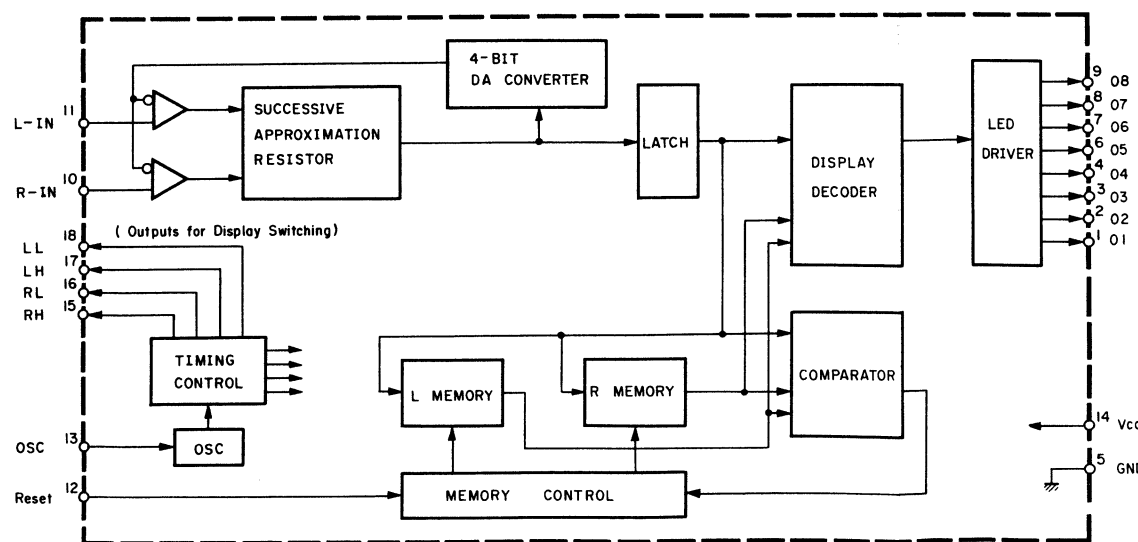 4-BIT
DA CONVERTER
SUCCESSIVE
APPROXIMATION
RESISTOR
LATCH
DISPLAY
DECODER
LED
DRIVER
9 O8
8 O7
7 O6
6 O5
4 O4
3 O3
2 O2
1 O1
11
L-IN
10
R-IN
( Outputs for Display Switching)
18
LL
17
LH
16
RL
15
RH
TIMING
CONTROL
L MEMORY
R MEMORY
COMPARATOR
13
OSC
OSC
14 Vcc
5 GND
12
Reset
MEMORY CONTROL